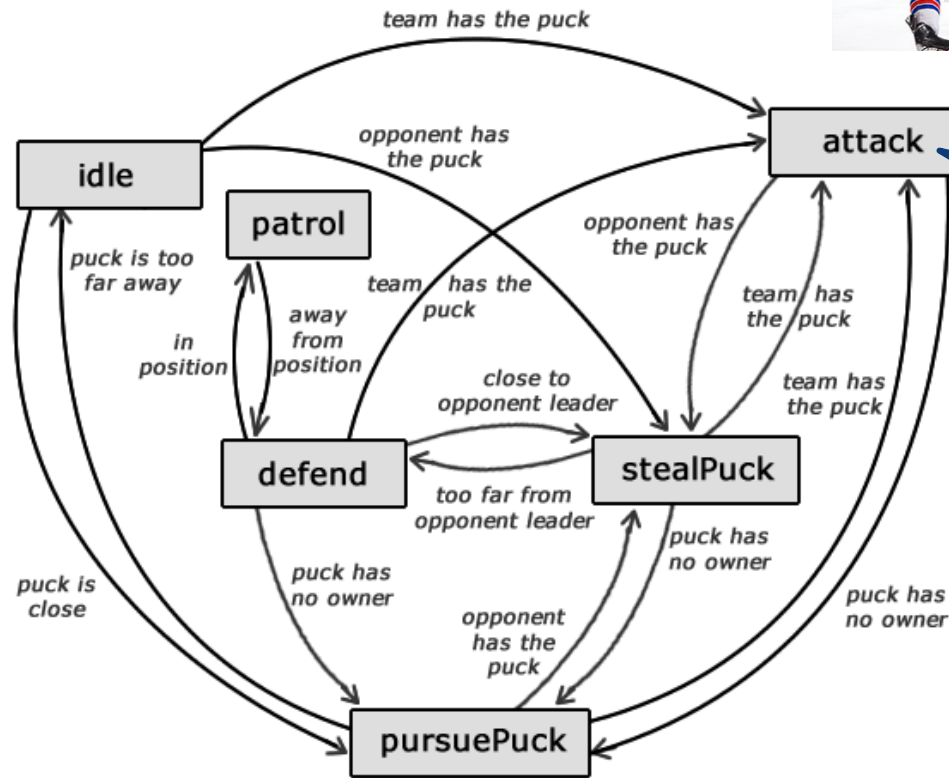 team has the puck
idle
opponent has
the puck
attack
patrol
puck is too
far away
opponent has
the puck
team has the
puck
away
from
position
in
position
team has
the puck
close to
opponent leader
team has
the puck
defend
stealPuck
too far from
opponent leader
puck has
no owner
puck has
no owner
puck is
close
opponent
has the
puck
puck has
no owner
pursuePuck